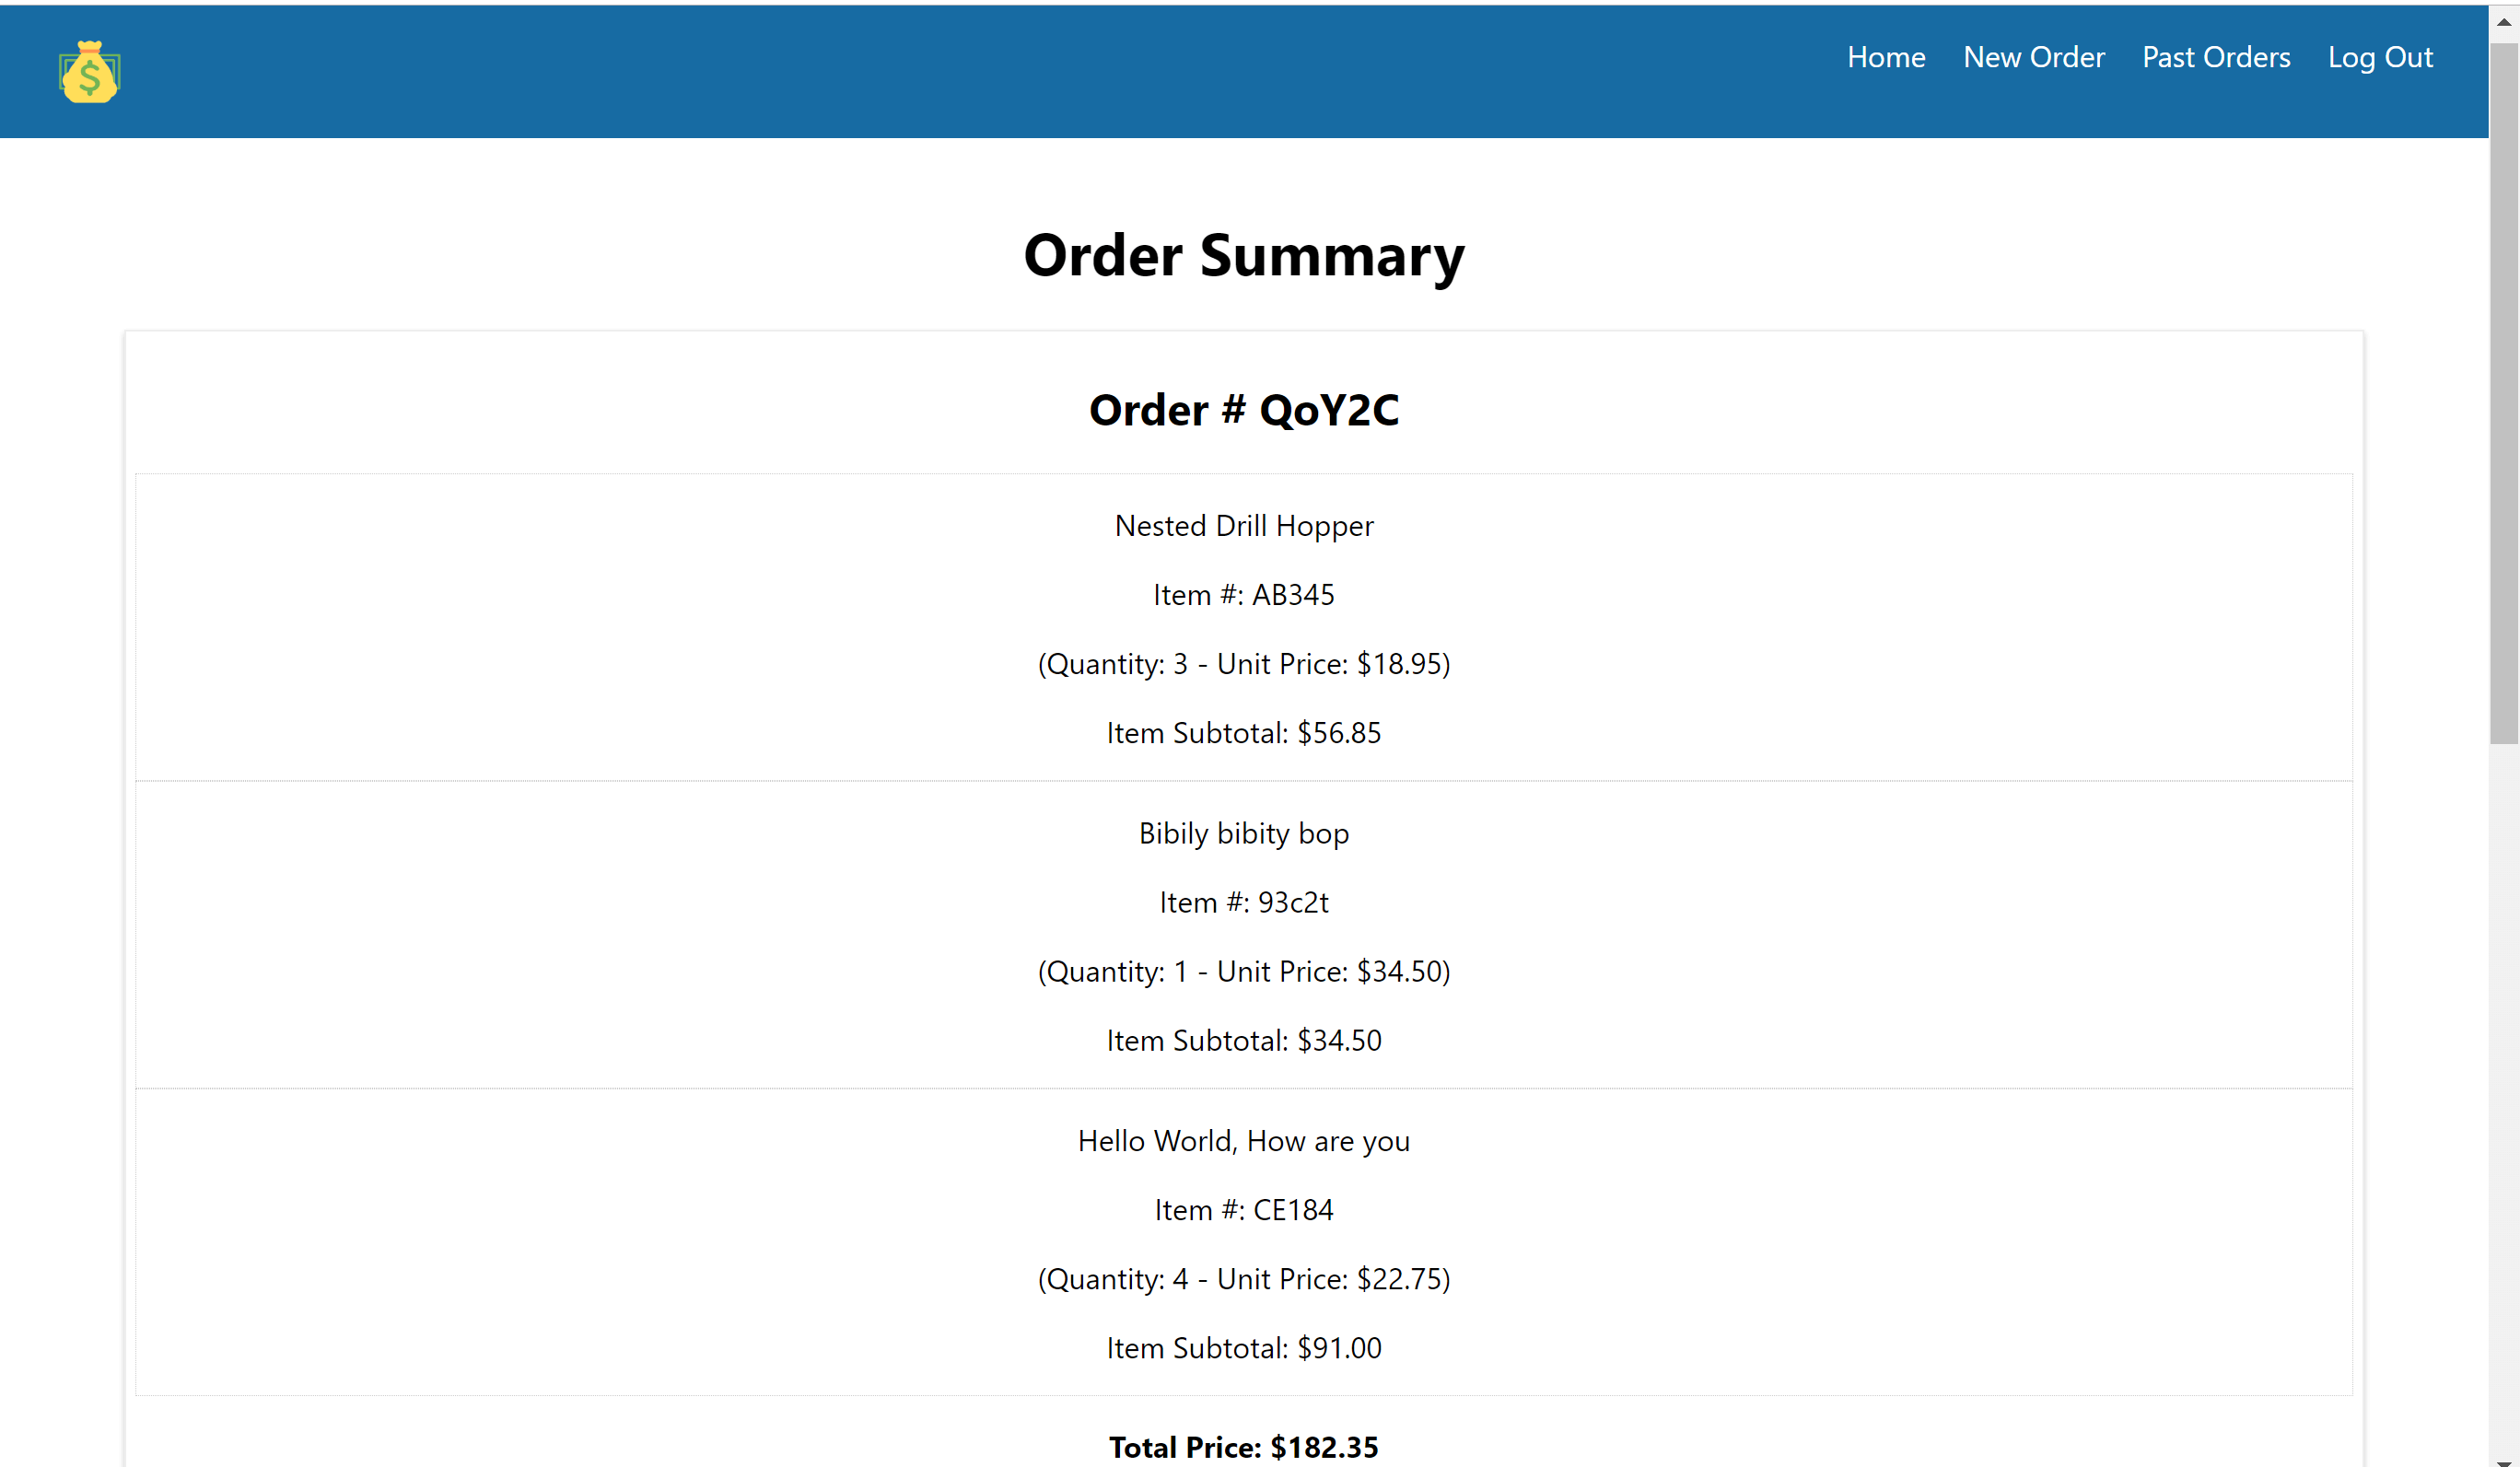 $
Home New Order Past Orders Log Out
Order Summary
Order # QoY2C
Nested Drill Hopper
Item #: AB345
(Quantity: 3 - Unit Price: $18.95)
Item Subtotal: $56.85
Bibily bibity bop
Item #: 93c2t
(Quantity: 1 - Unit Price: $34.50)
Item Subtotal: $34.50
Hello World, How are you
Item #: CE184
(Quantity: 4 - Unit Price: $22.75)
Item Subtotal: $91.00
Total Price: $182.35